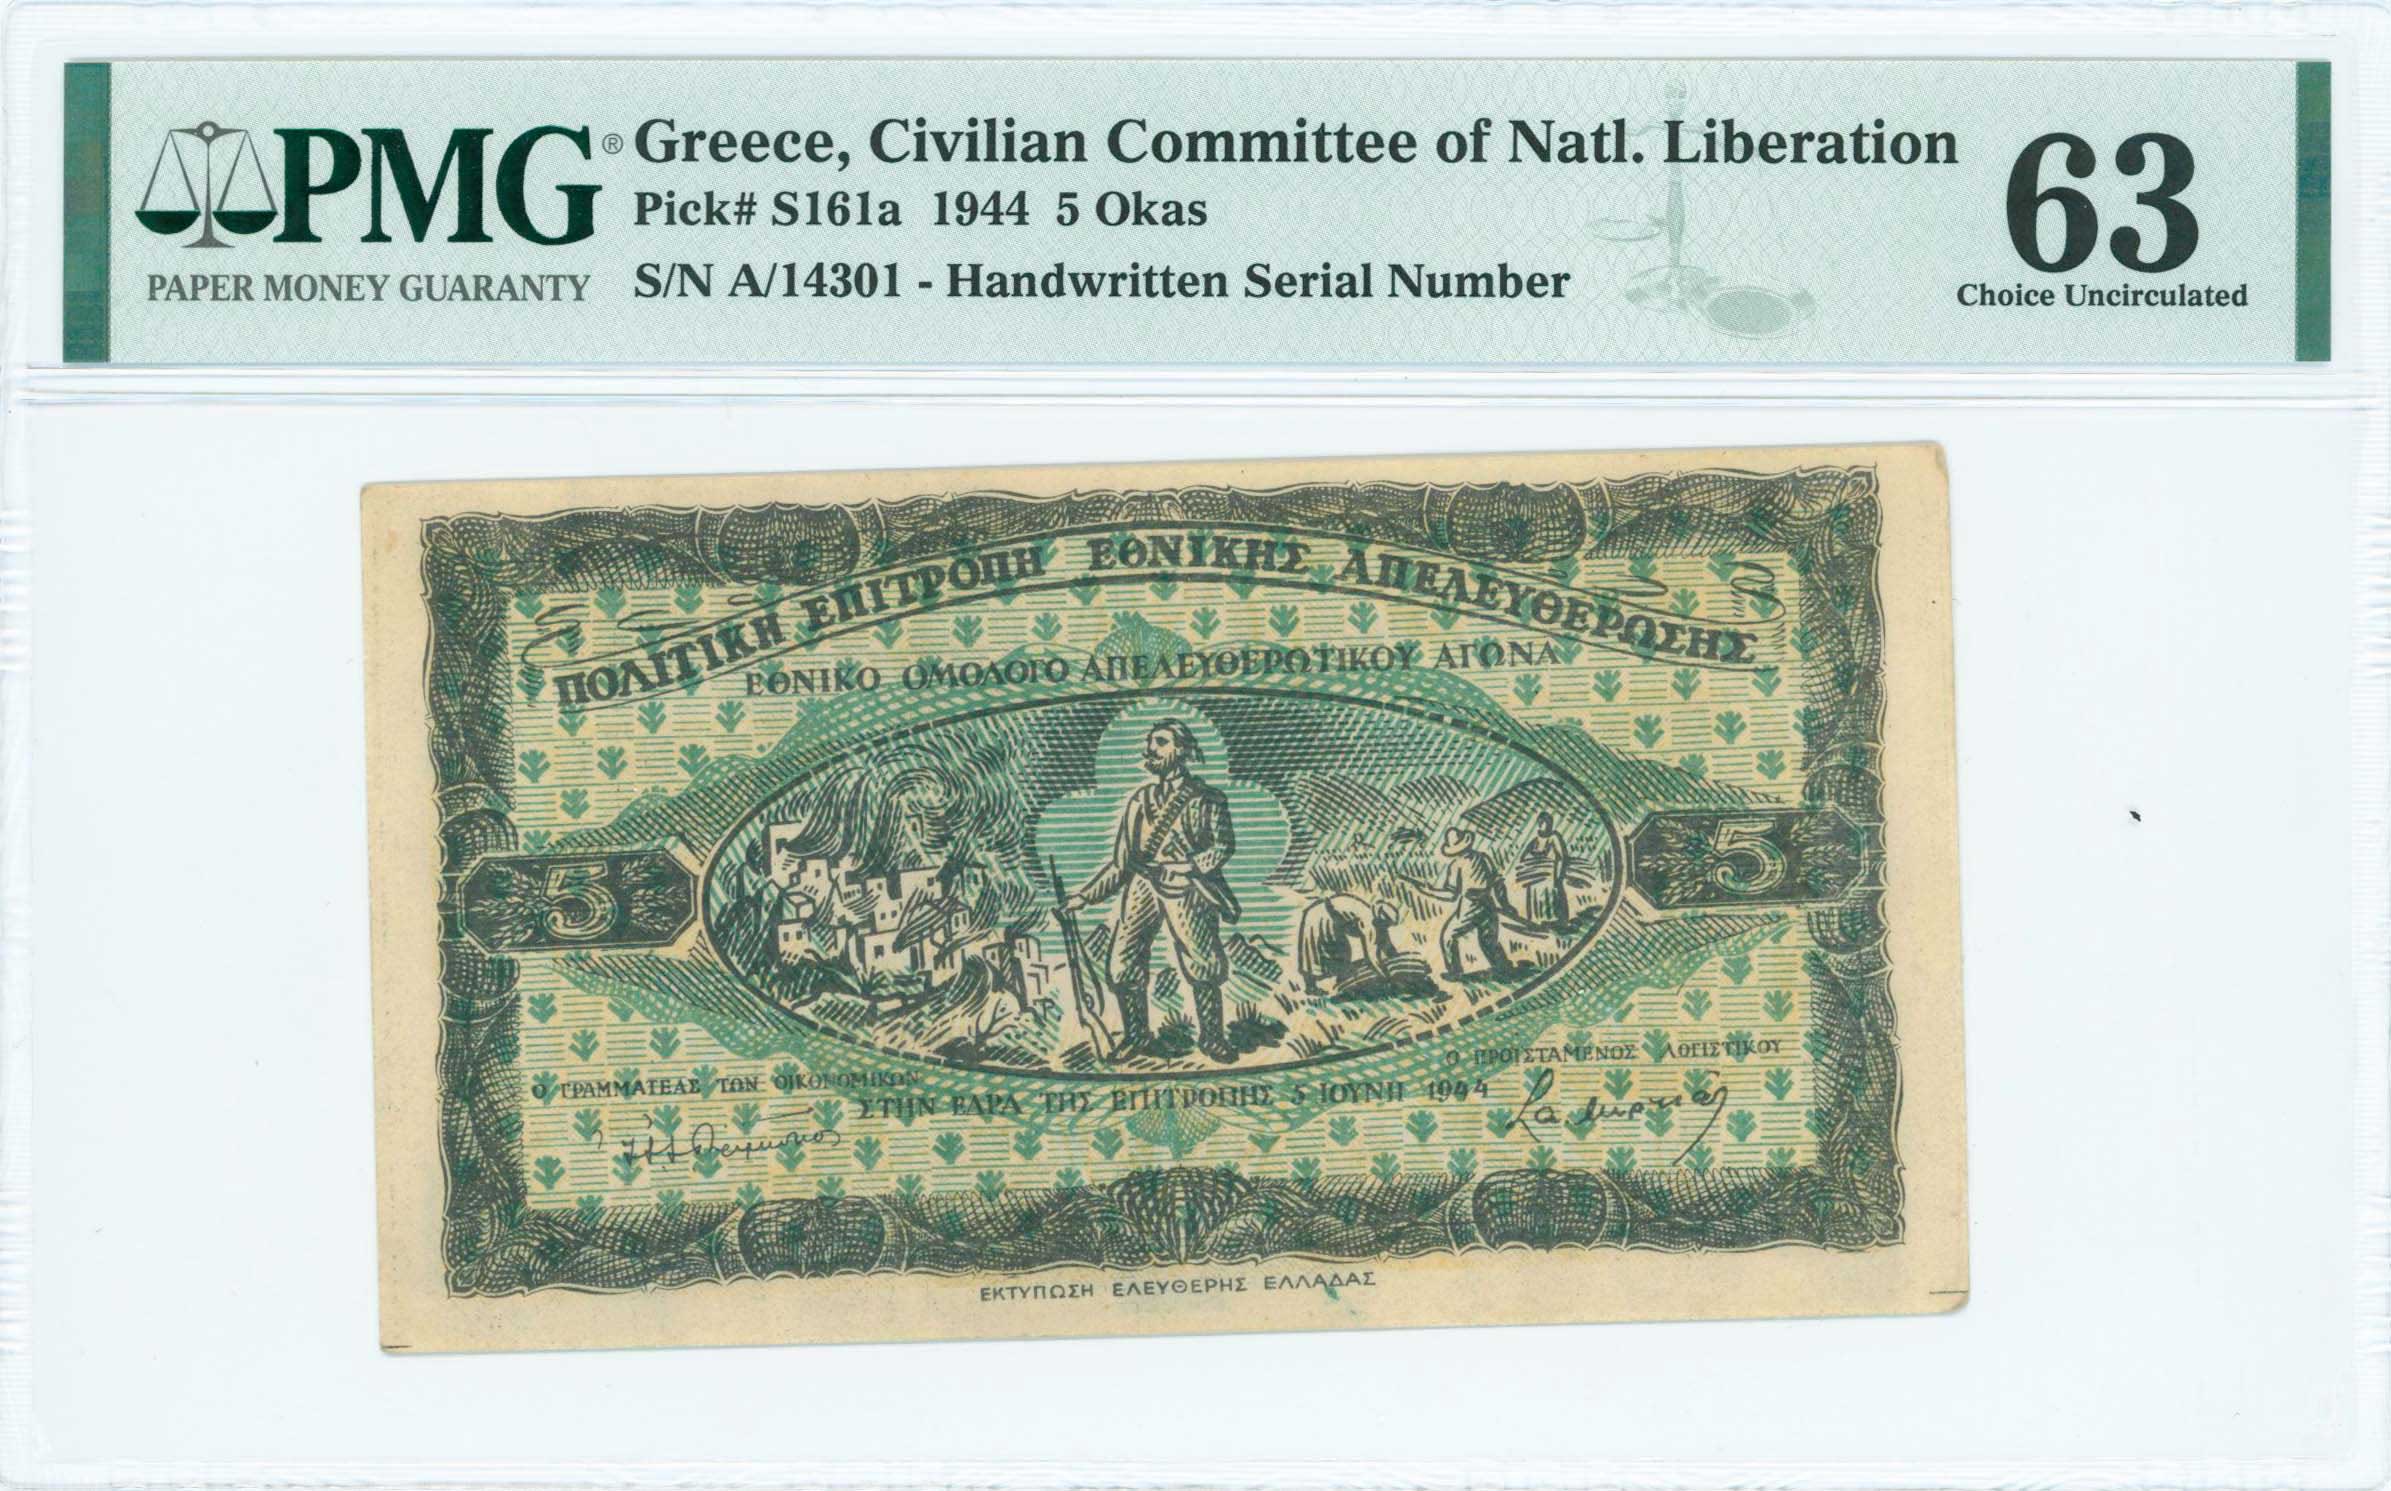 PMG®
PAPER MONEY GUARANTY
Greece, Civilian Committee of Natl. Liberation
Pick# S161a 1944 5 Okas
S/N A/14301 - Handwritten Serial Number
63
Choice Uncirculated
ΠΟΛΙΤΙΚΗ ΕΠΙΤΡΟΠΗ ΕΘΝΙΚΗΣ ΑΠΕΛΕΥΘΕΡΩΣΗΣ
ΕΘΝΙΚΟ ΟΜΟΛΟΓΟ ΑΠΕΛΕΥΘΕΡΩΤΙΚΟΥ ΑΓΩΝΑ
5 5
Ο ΓΡΑΜΜΑΤΕΑΣ ΤΩΝ ΟΙΚΟΝΟΜΙΚΩΝ
Ο ΠΡΟΪΣΤΑΜΕΝΟΣ ΛΟΓΙΣΤΙΚΟΥ
ΣΤΗΝ ΕΔΡΑ ΤΗΣ ΕΠΙΤΡΟΠΗΣ 5 ΙΟΥΝΗ 1944
ΕΚΤΥΠΩΣΗ ΕΛΕΥΘΕΡΗΣ ΕΛΛΑΔΑΣ